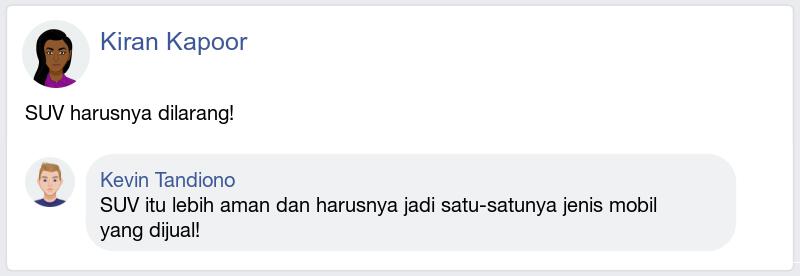 Kiran Kapoor
SUV harusnya dilarang!
Kevin Tandiono
SUV itu lebih aman dan harusnya jadi satu-satunya jenis mobil
yang dijual!